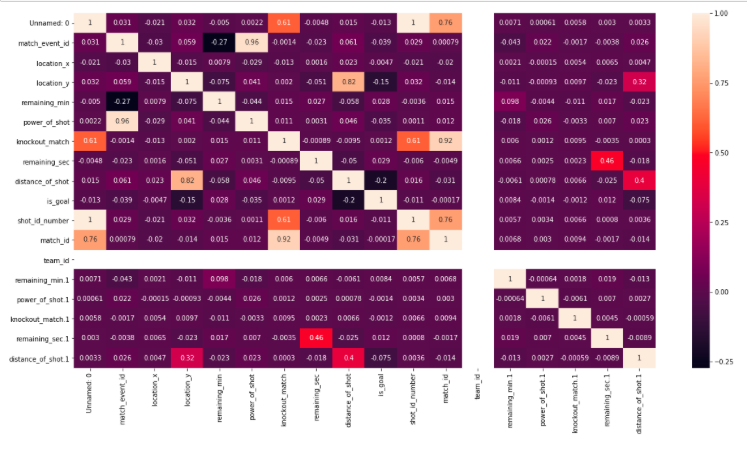 Unnamed: 0 1 0.031 -0.021 0.032 -0.005 0.0022 0.61 -0.0048 0.015 -0.013 1 0.76 0.0071 0.00061 0.0058 0.003 0.0033
match_event_id 0.031 1 -0.03 0.059 -0.27 0.96 -0.0014 -0.023 0.061 -0.039 0.029 0.00079 -0.043 0.022 -0.0017 -0.0038 0.026
location_x -0.021 -0.03 1 -0.015 0.0079 -0.029 -0.013 0.0016 0.023 -0.0047 -0.021 -0.02 0.0021 -0.00015 0.0054 0.0065 0.0047
location_y 0.032 0.059 -0.015 1 -0.075 0.041 0.002 -0.051 0.82 -0.15 0.032 -0.014 -0.011 -0.00093 0.0097 -0.023 0.32
remaining_min -0.005 -0.27 0.0079 -0.075 1 -0.044 0.015 0.027 -0.058 0.028 -0.0036 0.015 0.098 -0.0044 -0.011 0.017 -0.023
power_of_shot 0.0022 0.96 -0.029 0.041 -0.044 1 0.011 0.0031 0.046 -0.035 0.0011 0.012 -0.018 0.026 -0.0033 0.007 0.023
knockout_match 0.61 -0.0014 -0.013 0.002 0.015 0.011 1 -0.00089 -0.0095 0.0012 0.61 0.92 0.006 0.0012 0.0095 -0.0035 0.0003
remaining_sec -0.0048 -0.023 0.0016 -0.051 0.027 0.0031 -0.00089 1 -0.05 0.029 -0.006 -0.0049 0.0066 0.0025 0.0023 0.46 -0.018
distance_of_shot 0.015 0.061 0.023 0.82 -0.058 0.046 -0.0095 -0.05 1 -0.2 0.016 -0.031 -0.0061 0.00078 0.0066 -0.025 0.4
is_goal -0.013 -0.039 -0.0047 -0.15 0.028 -0.035 0.0012 0.029 -0.2 1 -0.011 -0.00017 0.0084 -0.0014 -0.0012 0.012 -0.075
shot_id_number 1 0.029 -0.021 0.032 -0.0036 0.0011 0.61 -0.006 0.016 -0.011 1 0.76 0.0057 0.0034 0.0066 0.0008 0.0036
match_id 0.76 0.00079 -0.02 -0.014 0.015 0.012 0.92 -0.0049 -0.031 -0.00017 0.76 1 0.0068 0.003 0.0094 -0.0017 -0.014
team_id
remaining_min.1 0.0071 -0.043 0.0021 -0.011 0.098 -0.018 0.006 0.0066 -0.0061 0.0084 0.0057 0.0068 1 -0.00064 0.0018 0.019 -0.013
power_of_shot.1 0.00061 0.022 -0.00015 -0.00093 -0.0044 0.026 0.0012 0.0025 0.00078 -0.0014 0.0034 0.003 -0.00064 1 -0.0061 0.007 0.0027
knockout_match.1 0.0058 -0.0017 0.0054 0.0097 -0.011 -0.0033 0.0095 0.0023 0.0066 -0.0012 0.0066 0.0094 0.0018 -0.0061 1 0.0045 -0.00059
remaining_sec.1 0.003 -0.0038 0.0065 -0.023 0.017 0.007 -0.0035 0.46 -0.025 0.012 0.0008 -0.0017 0.019 0.007 0.0045 1 -0.0089
distance_of_shot.1 0.0033 0.026 0.0047 0.32 -0.023 0.023 0.0003 -0.018 0.4 -0.075 0.0036 -0.014 -0.013 0.0027 -0.00059 -0.0089 1
Unnamed: 0 match_event_id location_x location_y remaining_min power_of_shot knockout_match remaining_sec distance_of_shot is_goal shot_id_number match_id team_id remaining_min.1 power_of_shot.1 knockout_match.1 remaining_sec.1 distance_of_shot.1
1.00
0.75
0.50
0.25
0.00
-0.25